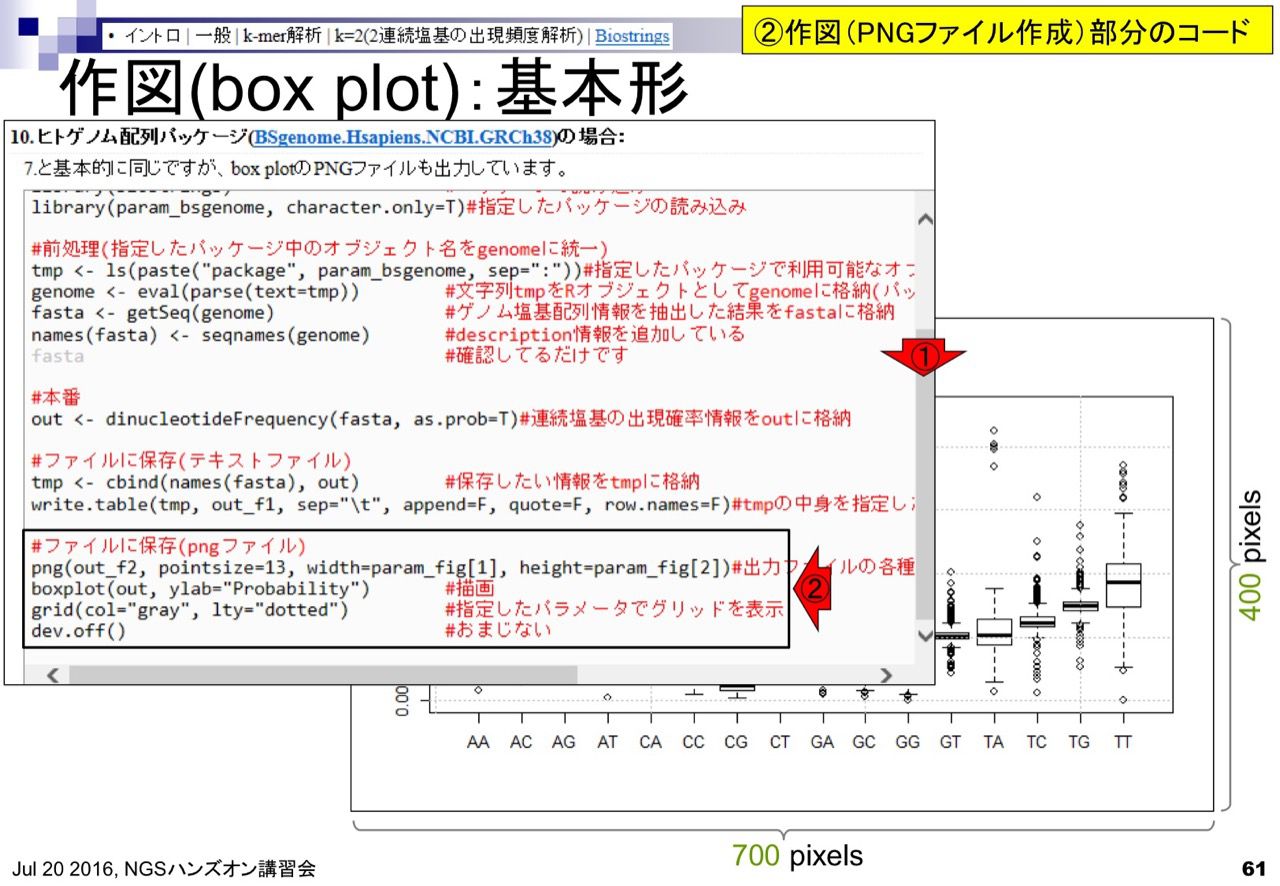 • イントロ | 一般 | k-mer解析 | k=2(2連続塩基の出現頻度解析) | Biostrings
②作図（PNGファイル作成）部分のコード
作図(box plot)：基本形
10.ヒトゲノム配列パッケージ(BSgenome.Hsapiens.NCBI.GRCh38)の場合:
7.と基本的に同じですが、box plotのPNGファイルも出力しています。
library(param_bsgenome, character.only=T)#指定したパッケージの読み込み
#前処理(指定したパッケージ中のオブジェクト名をgenomeに統一)
tmp <- ls(paste("package", param_bsgenome, sep=":"))#指定したパッケージで利用可能なオ
genome <- eval(parse(text=tmp)) #文字列tmpをRオブジェクトとしてgenomeに格納(パッ
fasta <- getSeq(genome) #ゲノム塩基配列情報を抽出した結果をfastaに格納
names(fasta) <- seqnames(genome) #description情報を追加している
fasta #確認してるだけです
①
#本番
out <- dinucleotideFrequency(fasta, as.prob=T)#連続塩基の出現確率情報をoutに格納
#ファイルに保存(テキストファイル)
tmp <- cbind(names(fasta), out) #保存したい情報をtmpに格納
write.table(tmp, out_f1, sep="\t", append=F, quote=F, row.names=F)#tmpの中身を指定し
#ファイルに保存(pngファイル)
png(out_f2, pointsize=13, width=param_fig[1], height=param_fig[2])#出力ファイルの各種
boxplot(out, ylab="Probability") #描画
②
grid(col="gray", lty="dotted") #指定したパラメータでグリッドを表示
dev.off() #おまじない
400 pixels
0.00
AA AC AG AT CA CC CG CT GA GC GG GT TA TC TG TT
700 pixels
Jul 20 2016, NGSハンズオン講習会
61